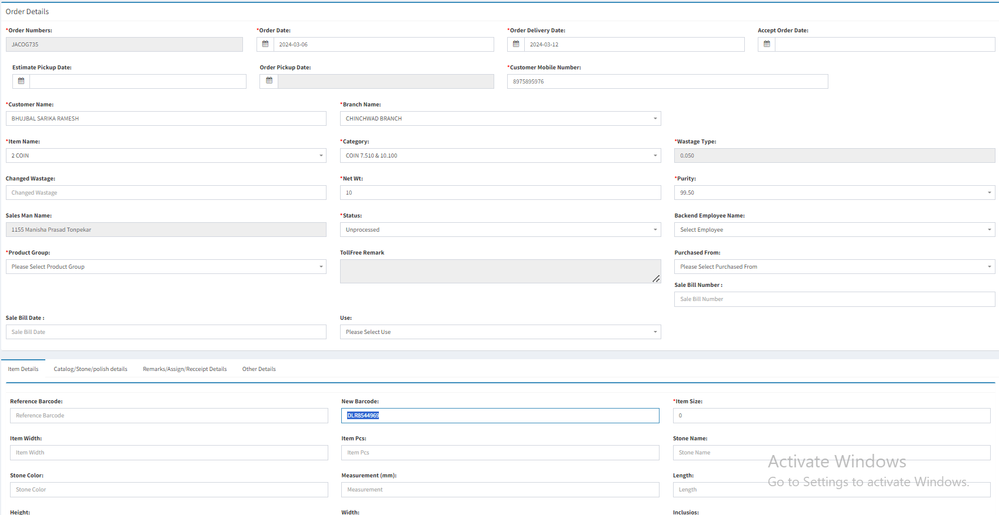 Order Details
*Order Numbers: *Order Date: *Order Delivery Date: Accept Order Date:
JACOG735 2024-03-06 2024-03-12
Estimate Pickup Date: Order Pickup Date: *Customer Mobile Number:
8975895976
*Customer Name: *Branch Name:
BHUJBAL SARIKA RAMESH CHINCHWAD BRANCH
*Item Name: *Category: *Wastage Type:
2 COIN COIN 7.510 & 10.100 0.050
Changed Wastage: *Net Wt: *Purity:
Changed Wastage 10 99.50
Sales Man Name: *Status: Backend Employee Name:
1155 Manisha Prasad Tonpekar Unprocessed Select Employee
*Product Group: TollFree Remark Purchased From:
Please Select Product Group Please Select Purchased From
Sale Bill Number :
Sale Bill Number
Sale Bill Date : Use:
Sale Bill Date Please Select Use
Item Details Catalog/Stone/polish details Remarks/Assign/Recceipt Details Other Details
Reference Barcode: New Barcode: *Item Size:
Reference Barcode DLR8544969 0
Item Width: Item Pcs: Stone Name:
Item Width Item Pcs Stone Name
Activate Windows
Stone Color: Measurement (mm): Length:
Go to Settings to activate Windows.
Stone Color Measurement Length
Height: Width: Inclusios: